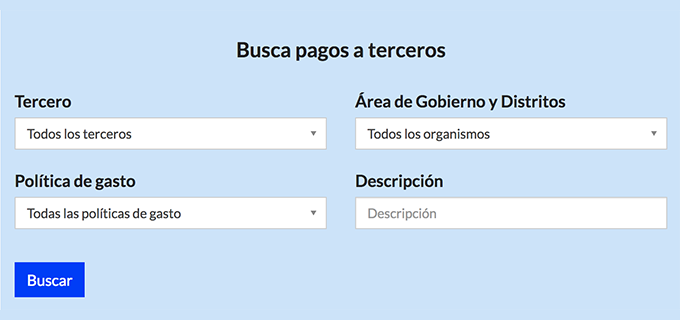 Busca pagos a terceros
Tercero
Todos los terceros
Área de Gobierno y Distritos
Todos los organismos
Política de gasto
Todas las políticas de gasto
Descripción
Descripción
Buscar